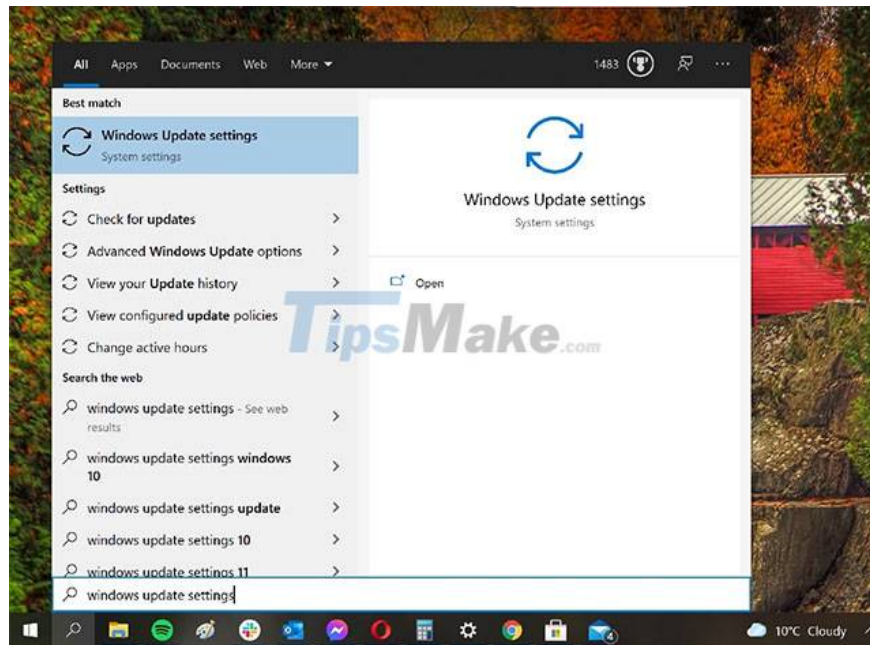 All Apps Documents Web More 1483 ...
Best match
Windows Update settings
System settings
Settings
Check for updates
Advanced Windows Update options
View your Update history
View configured update policies
Change active hours
Search the web
windows update settings - See web
results
windows update settings windows
10
windows update settings update
windows update settings 10
windows update settings 11
windows update settings
Windows Update settings
System settings
Open
TipsMake.com
4
10°C Cloudy